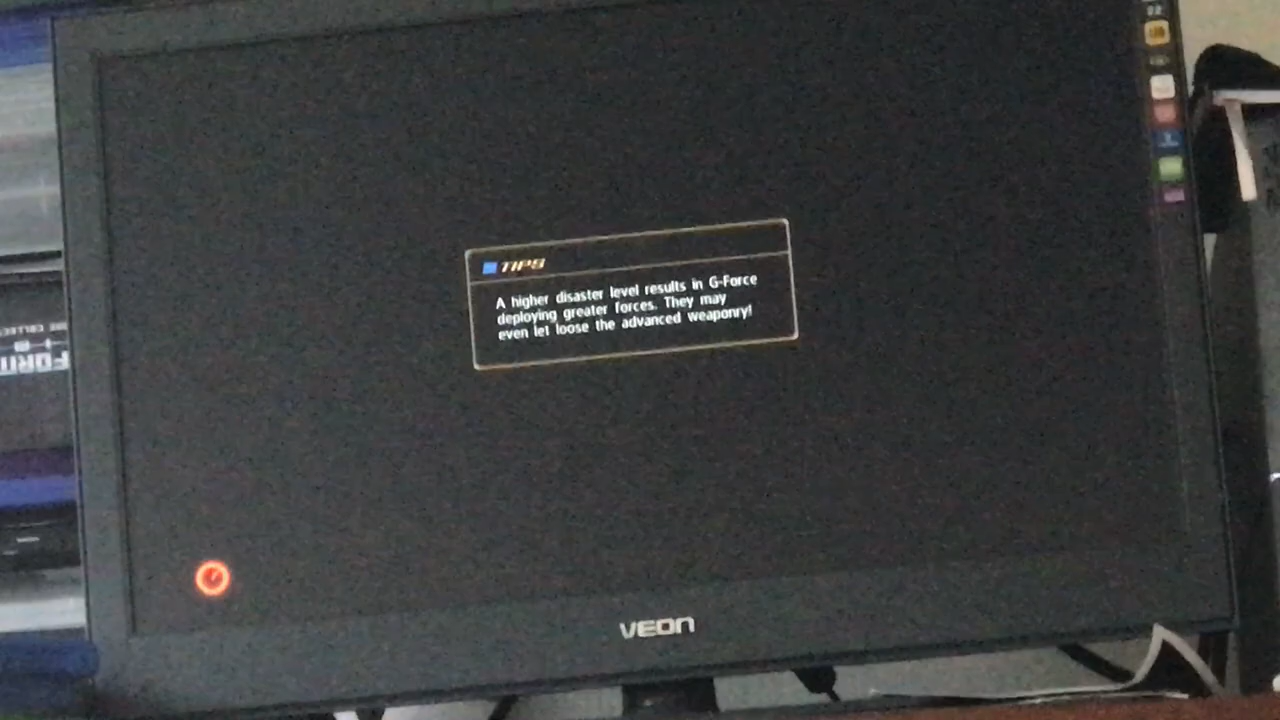 TIPS
A higher disaster level results in G-Force
deploying greater forces. They may
even let loose the advanced weaponry!
VEON